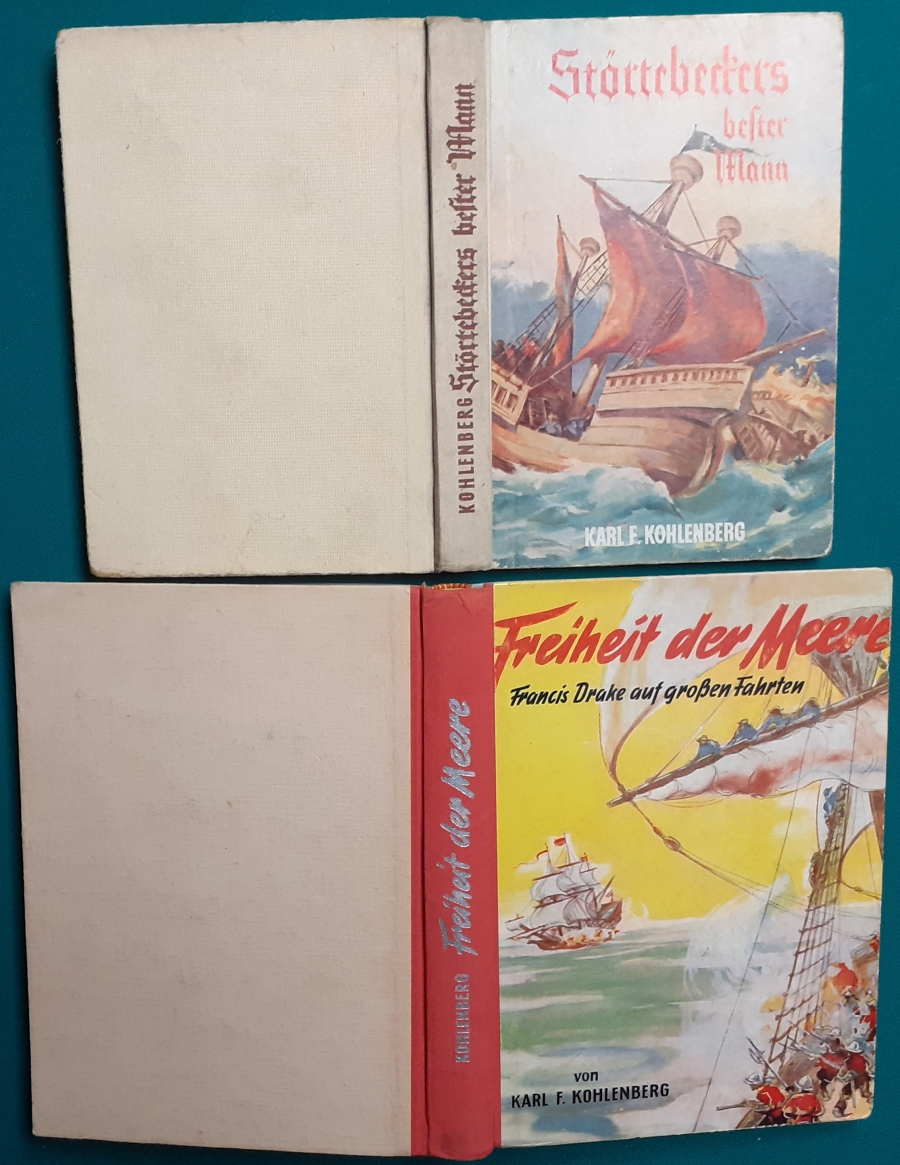 KOHLENBERG Störtebeckers bester Mann
Störtebeckers
bester
Mann
KARL F. KOHLENBERG
KOHLENBERG Freiheit der Meere
Freiheit der Meere
Francis Drake auf großen Fahrten
von
KARL F. KOHLENBERG